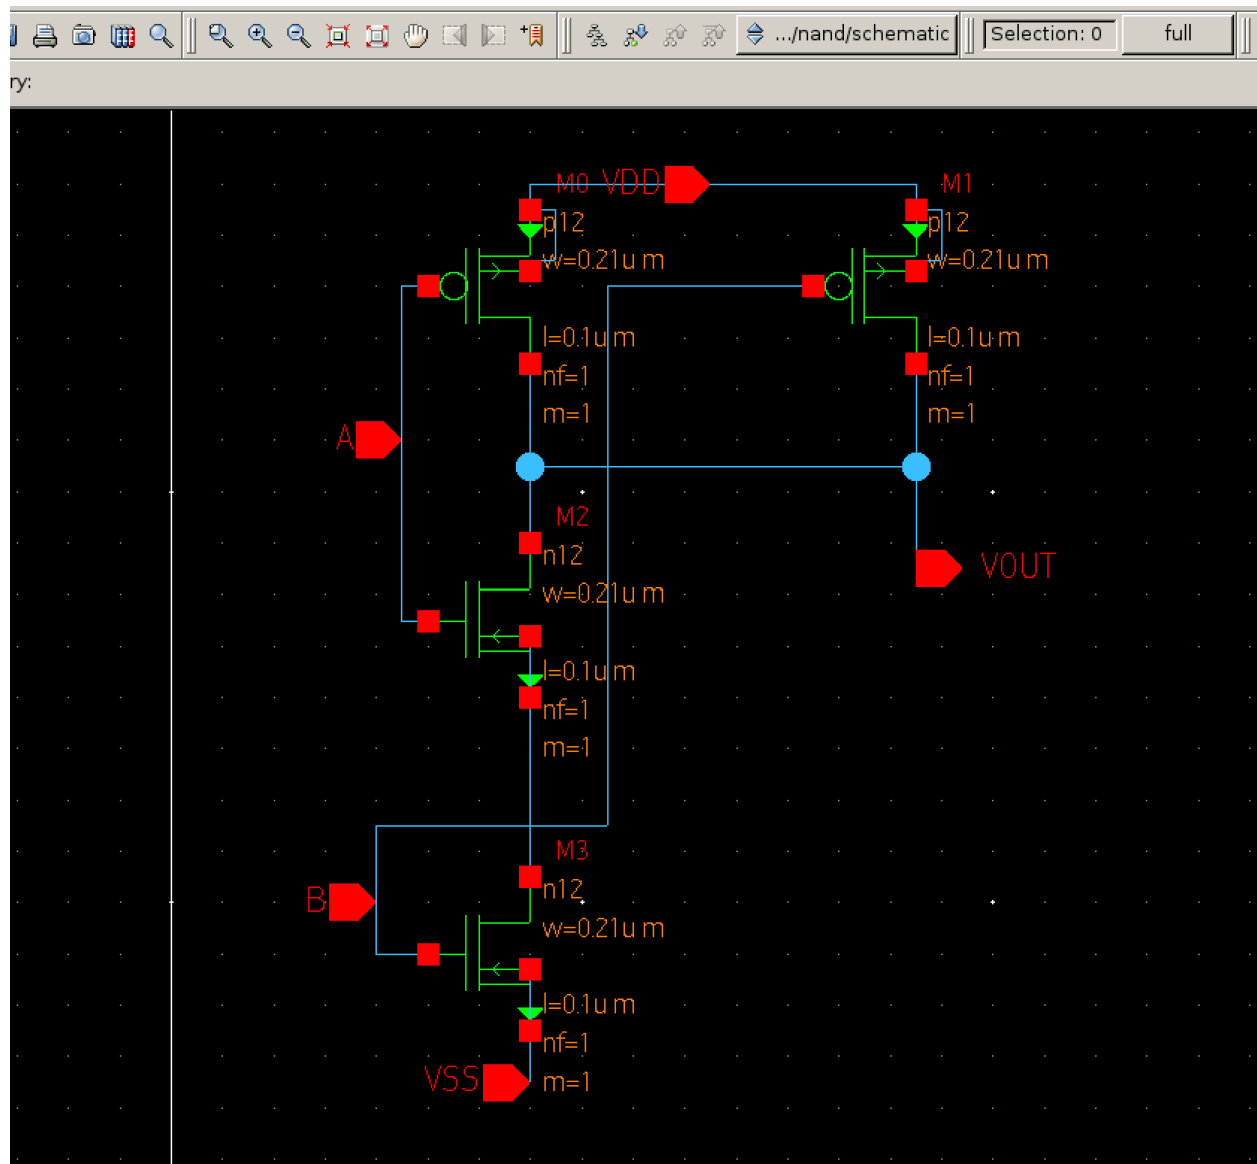 .../nand/schematic
Selection: 0
full
ry:
M0
VDD
M1
p12
w=0.21u m
l=0.1u m
nf=1
m=1
p12
w=0.21u m
l=0.1u m
nf=1
m=1
A
M2
n12
w=0.21u m
l=0.1u m
nf=1
m=1
VOUT
B
M3
n12
w=0.21u m
l=0.1u m
nf=1
m=1
VSS